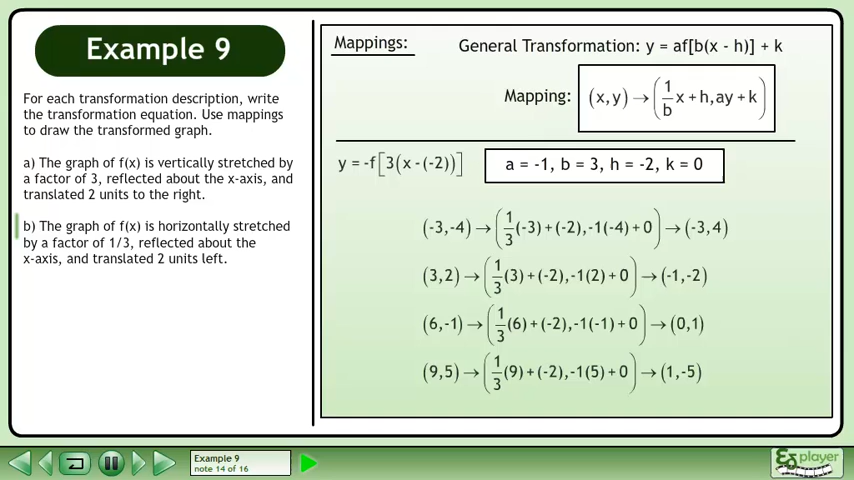 Example 9
For each transformation description, write
the transformation equation. Use mappings
to draw the transformed graph.
a) The graph of f(x) is vertically stretched by
a factor of 3, reflected about the x-axis, and
translated 2 units to the right.
b) The graph of f(x) is horizontally stretched
by a factor of 1/3, reflected about the
x-axis, and translated 2 units left.
Mappings:
General Transformation: y = af[b(x - h)] + k
Mapping: (x,y) → (1/b x + h, ay + k)
y = -f[3(x - (-2))]
a = -1, b = 3, h = -2, k = 0
(-3,-4) → (1/3 (-3) + (-2), -1(-4) + 0) → (-3,4)
(3,2) → (1/3 (3) + (-2), -1(2) + 0) → (-1,-2)
(6,-1) → (1/3 (6) + (-2), -1(-1) + 0) → (0,1)
(9,5) → (1/3 (9) + (-2), -1(5) + 0) → (1,-5)
Example 9
note 14 of 16
player